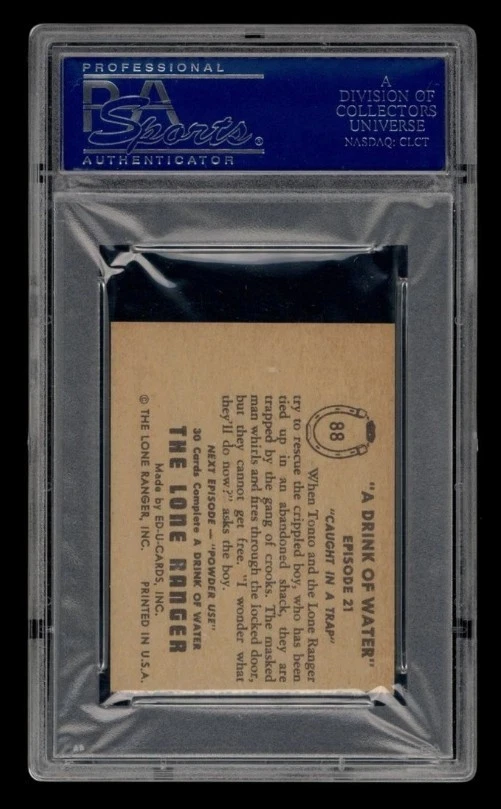 PROFESSIONAL
PSA
Sports®
AUTHENTICATOR
A
DIVISION OF
COLLECTORS
UNIVERSE
NASDAQ: CLCT
88
"A DRINK OF WATER"
EPISODE 21
"CAUGHT IN A TRAP"
When Tonto and the Lone Ranger
try to rescue the crippled boy, who has been
tied up in an abandoned shack, they are
trapped by the gang of crooks. The masked
man whirls and fires through the locked door,
but they cannot get free. "I wonder what
they'll do now?" asks the boy.
NEXT EPISODE — "POWDER USE"
30 Cards Complete A DRINK OF WATER
THE LONE RANGER
Made by ED-U-CARDS, INC.
© THE LONE RANGER, INC. PRINTED IN U.S.A.